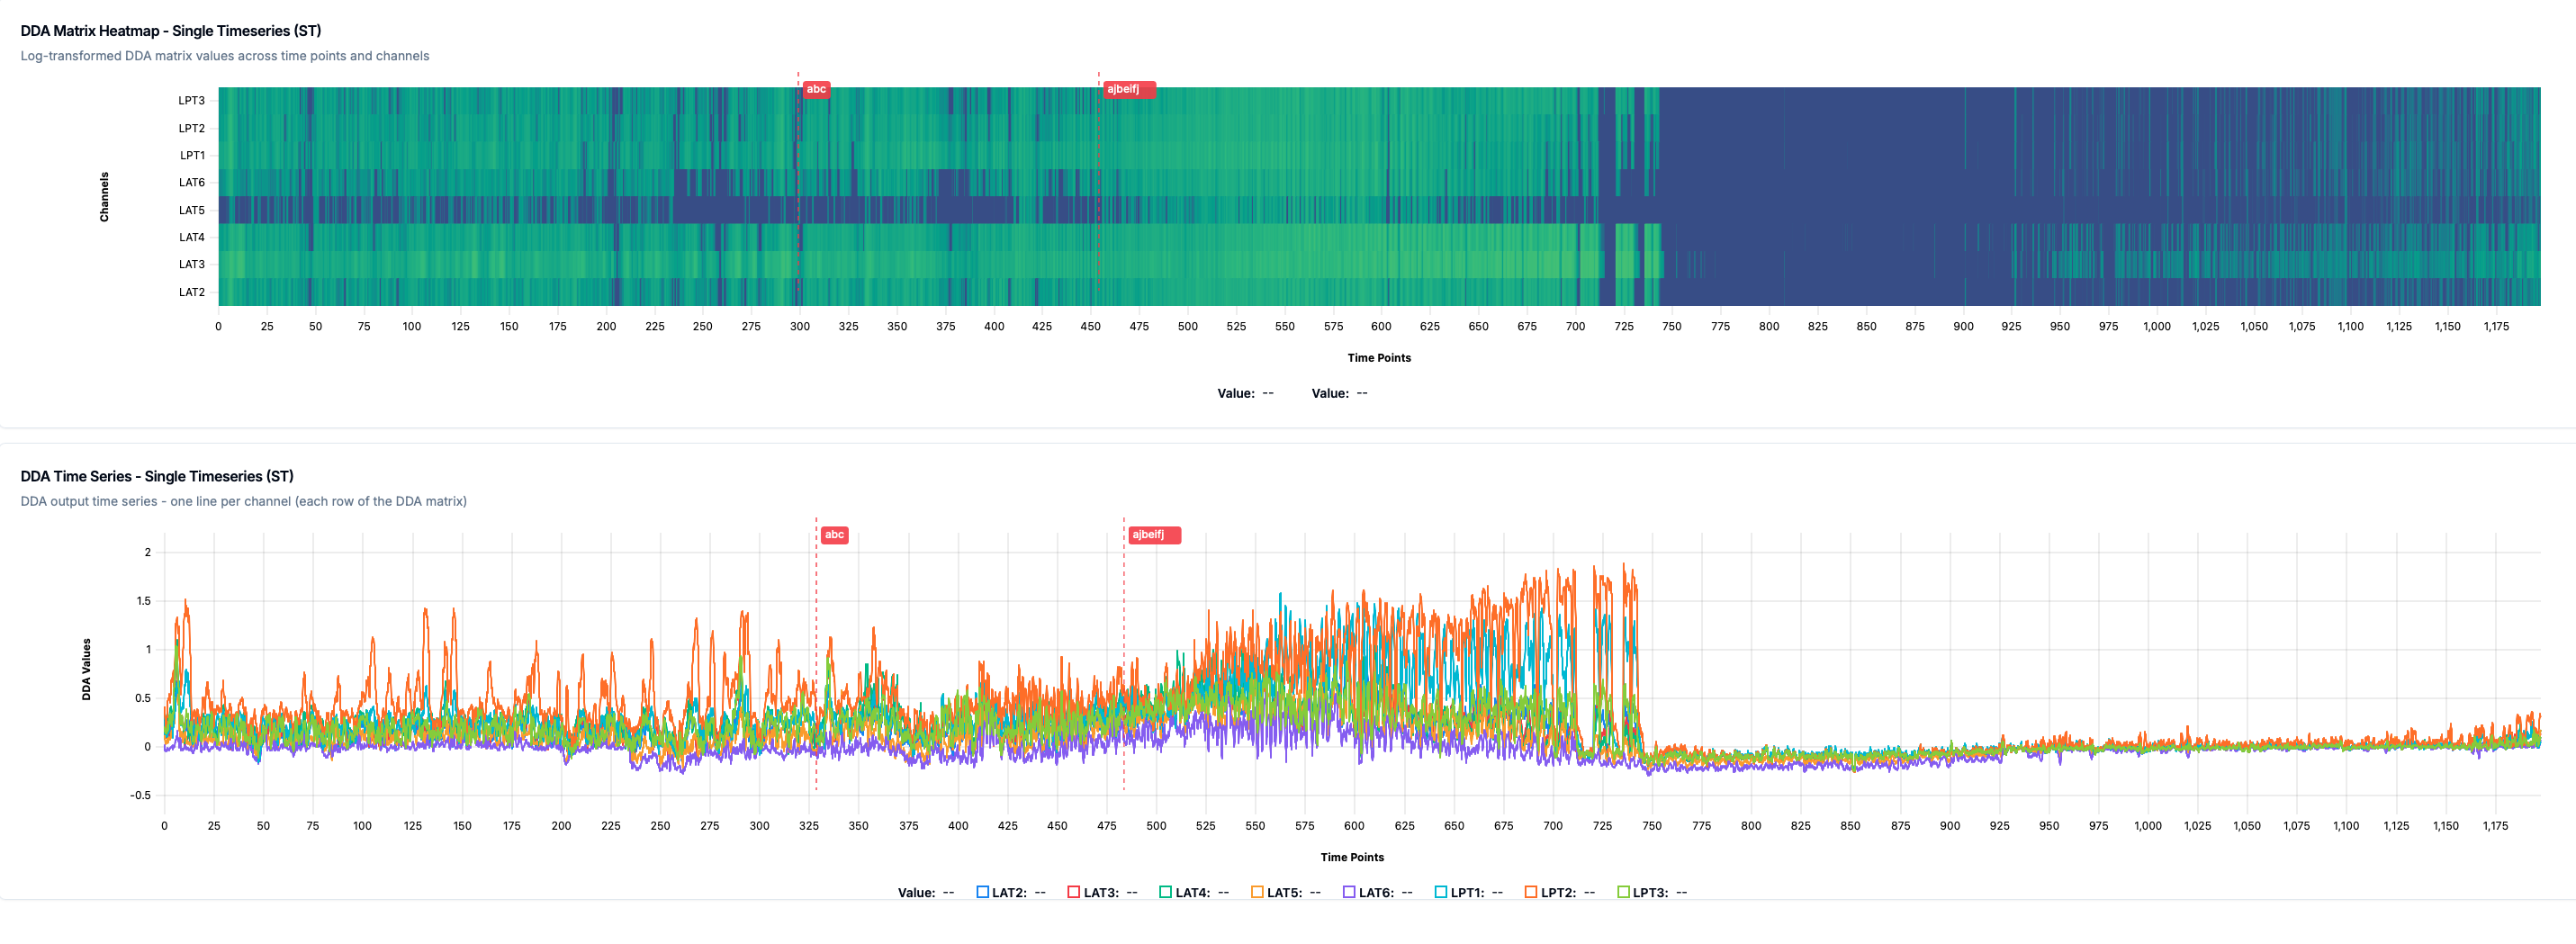 DDA Matrix Heatmap - Single Timeseries (ST)
Log-transformed DDA matrix values across time points and channels
abc
ajbeifj
LPT3
LPT2
LPT1
LAT6
LAT5
LAT4
LAT3
LAT2
Channels
0 25 50 75 100 125 150 175 200 225 250 275 300 325 350 375 400 425 450 475 500 525 550 575 600 625 650 675 700 725 750 775 800 825 850 875 900 925 950 975 1,000 1,025 1,050 1,075 1,100 1,125 1,150 1,175
Time Points
Value: -- Value: --
DDA Time Series - Single Timeseries (ST)
DDA output time series - one line per channel (each row of the DDA matrix)
abc
ajbeifj
2
1.5
1
0.5
0
-0.5
DDA Values
0 25 50 75 100 125 150 175 200 225 250 275 300 325 350 375 400 425 450 475 500 525 550 575 600 625 650 675 700 725 750 775 800 825 850 875 900 925 950 975 1,000 1,025 1,050 1,075 1,100 1,125 1,150 1,175
Time Points
Value: -- LAT2: -- LAT3: -- LAT4: -- LAT5: -- LAT6: -- LPT1: -- LPT2: -- LPT3: --